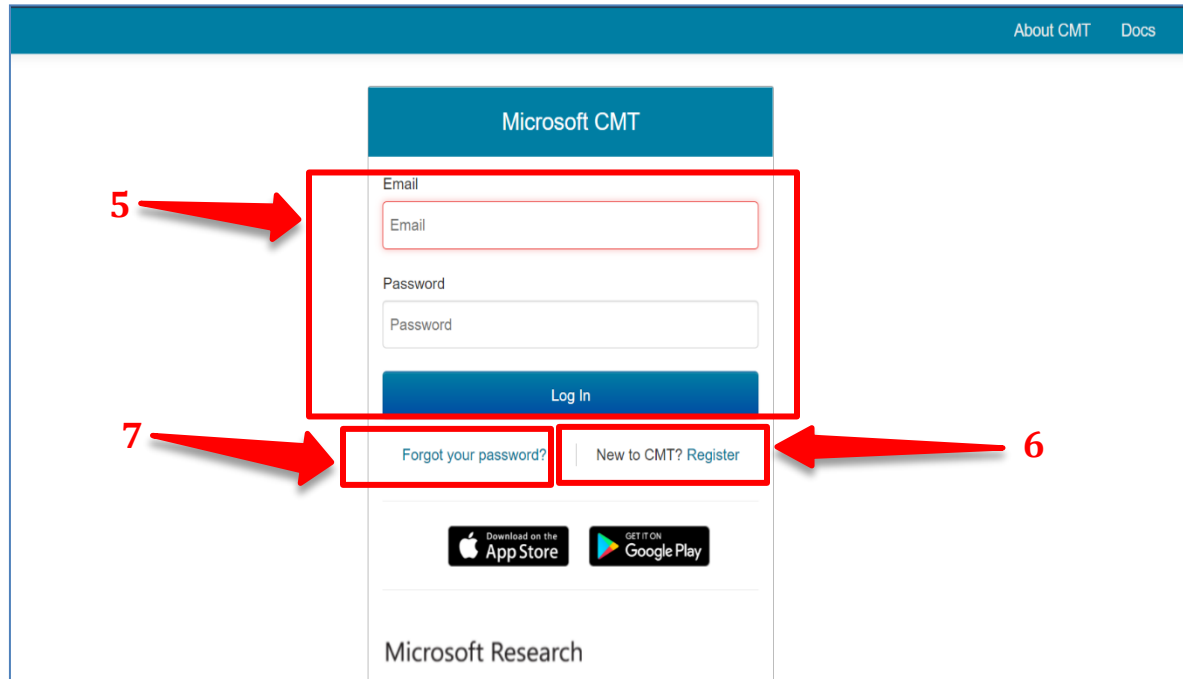 About CMT Docs
Microsoft CMT
Email
5
Email
Password
Password
Log In
7
Forgot your password? New to CMT? Register
6
Download on the
App Store
GET IT ON
Google Play
Microsoft Research